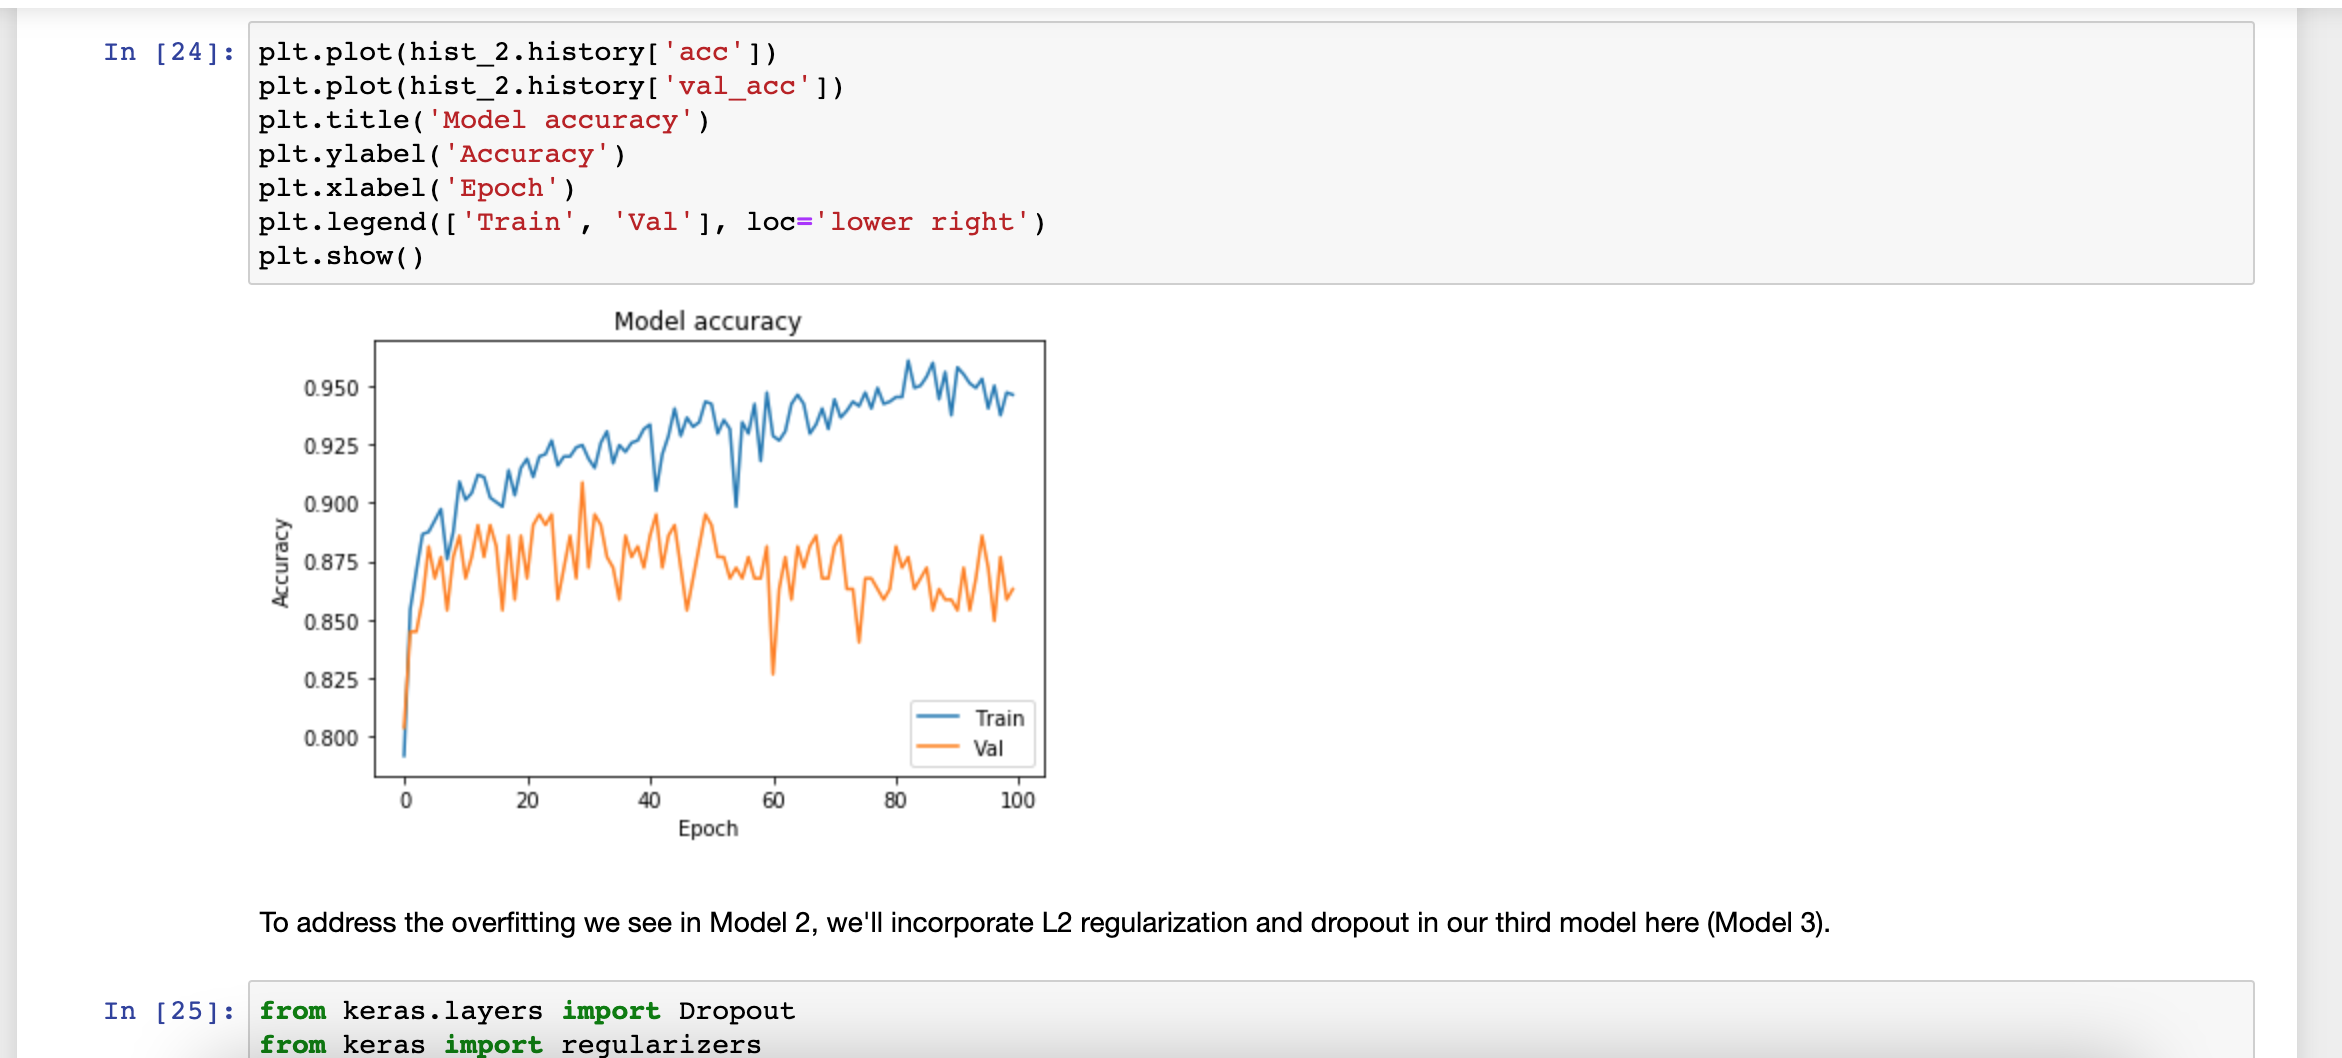 In [24]:
plt.plot(hist_2.history['acc'])
plt.plot(hist_2.history['val_acc'])
plt.title('Model accuracy')
plt.ylabel('Accuracy')
plt.xlabel('Epoch')
plt.legend(['Train', 'Val'], loc='lower right')
plt.show()
Model accuracy
Accuracy
0.950
0.925
0.900
0.875
0.850
0.825
0.800
Train
Val
0 20 40 60 80 100
Epoch
To address the overfitting we see in Model 2, we'll incorporate L2 regularization and dropout in our third model here (Model 3).
In [25]:
from keras.layers import Dropout
from keras import regularizers